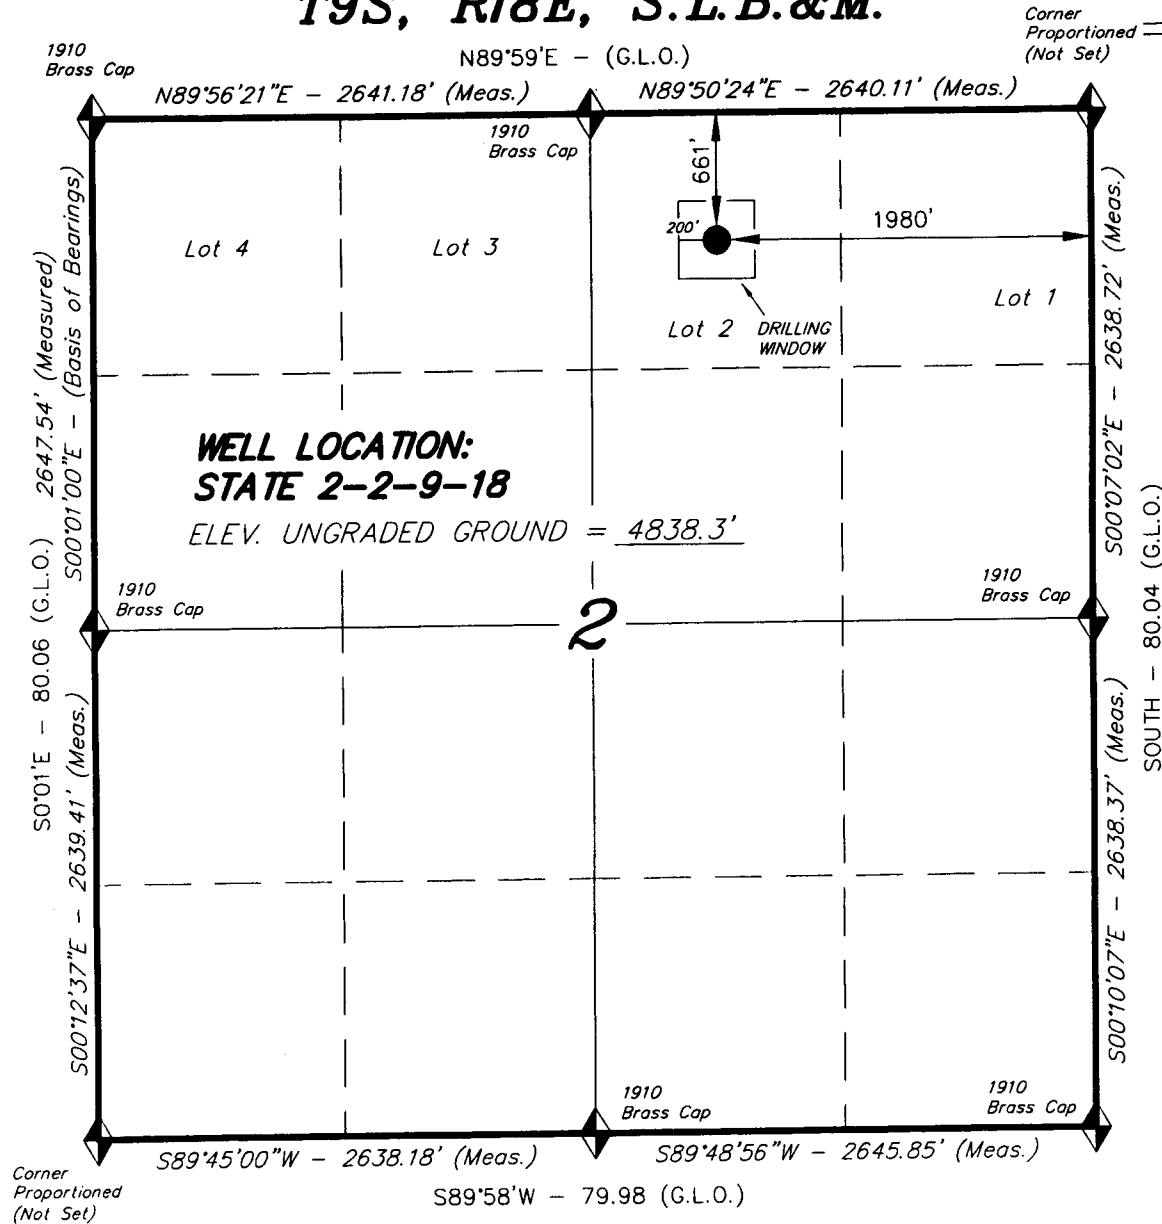 T9S, R18E, S.L.B.&M.
Corner
Proportioned
(Not Set)
1910
Brass Cap
N89°59'E - (G.L.O.)
N89°56'21"E - 2641.18' (Meas.)
N89°50'24"E - 2640.11' (Meas.)
1910
Brass Cap
661'
200'
1980'
Lot 4
Lot 3
Lot 2
Lot 1
DRILLING
WINDOW
2647.54' (Measured)
S00°01'00"E - (Basis of Bearings)
S00°07'02"E - 2638.72' (Meas.)
WELL LOCATION:
STATE 2-2-9-18
ELEV. UNGRADED GROUND = 4838.3'
1910
Brass Cap
1910
Brass Cap
2
S0°01'E - 80.06 (G.L.O.)
SOUTH - 80.04 (G.L.O.)
S00°12'37"E - 2639.41' (Meas.)
S00°10'07"E - 2638.37' (Meas.)
1910
Brass Cap
1910
Brass Cap
S89°45'00"W - 2638.18' (Meas.)
S89°48'56"W - 2645.85' (Meas.)
Corner
Proportioned
(Not Set)
S89°58'W - 79.98 (G.L.O.)